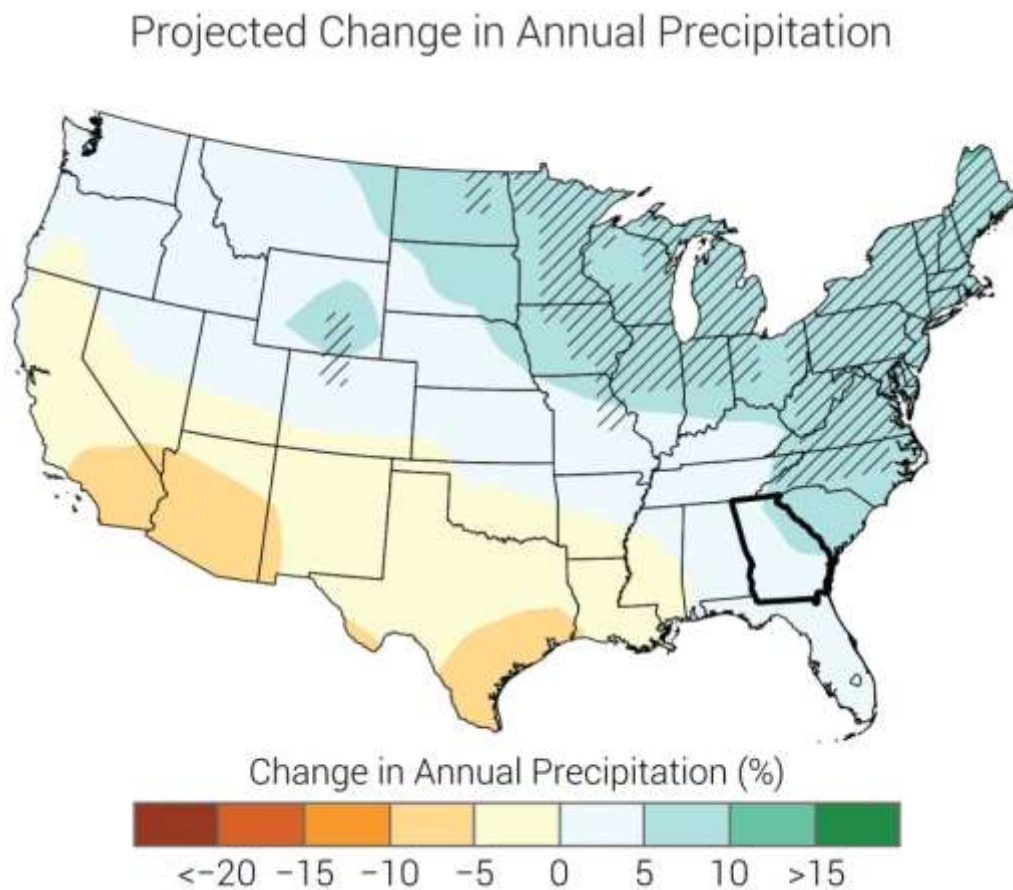 Projected Change in Annual Precipitation
Change in Annual Precipitation (%)
<−20 −15 −10 −5 0 5 10 >15